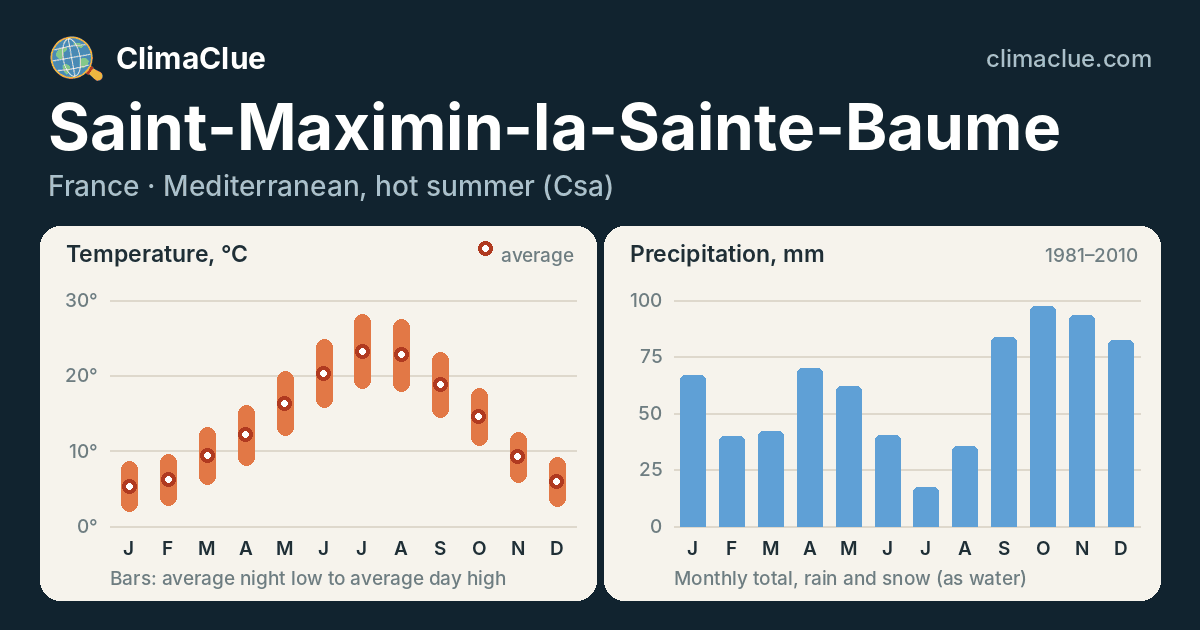 ClimaClue
climaclue.com
Saint-Maximin-la-Sainte-Baume
France · Mediterranean, hot summer (Csa)
Temperature, °C
average
30°
20°
10°
0°
J F M A M J J A S O N D
Bars: average night low to average day high
Precipitation, mm
1981–2010
100
75
50
25
0
J F M A M J J A S O N D
Monthly total, rain and snow (as water)